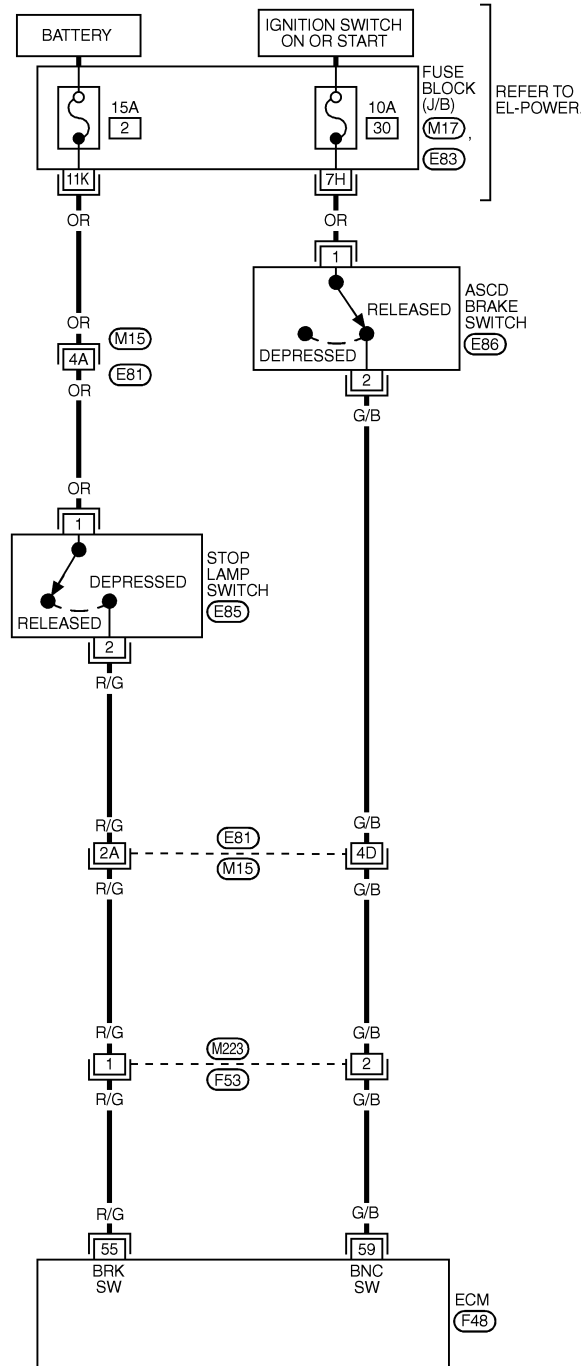 BATTERY
IGNITION SWITCH
ON OR START
FUSE
BLOCK
(J/B)
M17 ,
E83
REFER TO
EL-POWER.
15A
2
10A
30
11K
7H
OR
OR
1
ASCD
BRAKE
SWITCH
E86
RELEASED
DEPRESSED
2
G/B
OR
M15
4A
E81
OR
OR
1
STOP
LAMP
SWITCH
E85
DEPRESSED
RELEASED
2
R/G
R/G
G/B
2A
E81
M15
4D
R/G
G/B
R/G
G/B
1
M223
F53
2
R/G
G/B
R/G
G/B
55
59
BRK
SW
BNC
SW
ECM
F48